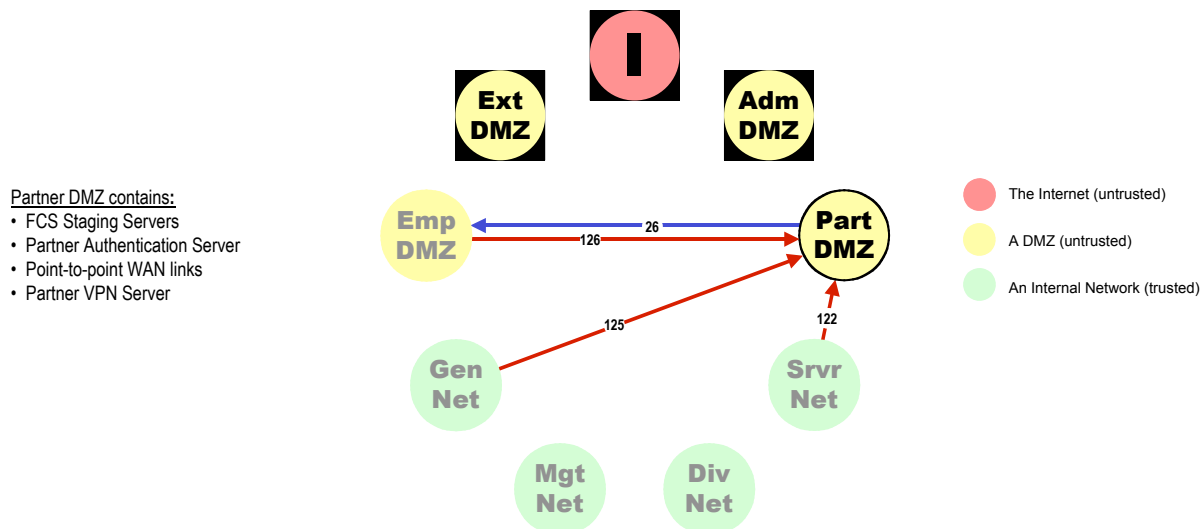 I
Ext
DMZ
Adm
DMZ
Partner DMZ contains:
• FCS Staging Servers
• Partner Authentication Server
• Point-to-point WAN links
• Partner VPN Server
Emp
DMZ
26
126
Part
DMZ
The Internet (untrusted)
A DMZ (untrusted)
An Internal Network (trusted)
125
122
Gen
Net
Srvr
Net
Mgt
Net
Div
Net